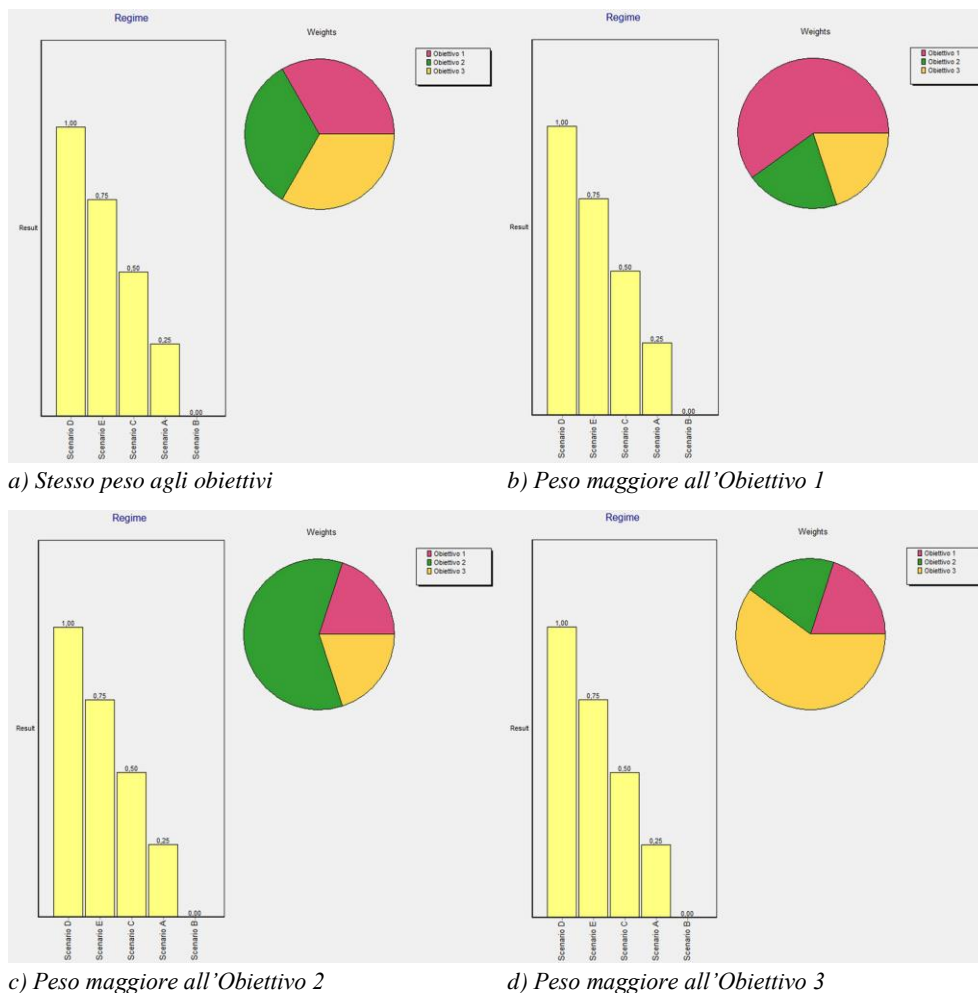 Regime
Weights
Obiettivo 1
Obiettivo 2
Obiettivo 3
1,00
0,75
0,50
0,25
0,00
Result
Scenario D
Scenario E
Scenario C
Scenario A
Scenario B
a) Stesso peso agli obiettivi
Regime
Weights
Obiettivo 1
Obiettivo 2
Obiettivo 3
1,00
0,75
0,50
0,25
0,00
Result
Scenario D
Scenario E
Scenario C
Scenario A
Scenario B
b) Peso maggiore all’Obiettivo 1
Regime
Weights
Obiettivo 1
Obiettivo 2
Obiettivo 3
1,00
0,75
0,50
0,25
0,00
Result
Scenario D
Scenario E
Scenario C
Scenario A
Scenario B
c) Peso maggiore all’Obiettivo 2
Regime
Weights
Obiettivo 1
Obiettivo 2
Obiettivo 3
1,00
0,75
0,50
0,25
0,00
Result
Scenario D
Scenario E
Scenario C
Scenario A
Scenario B
d) Peso maggiore all’Obiettivo 3